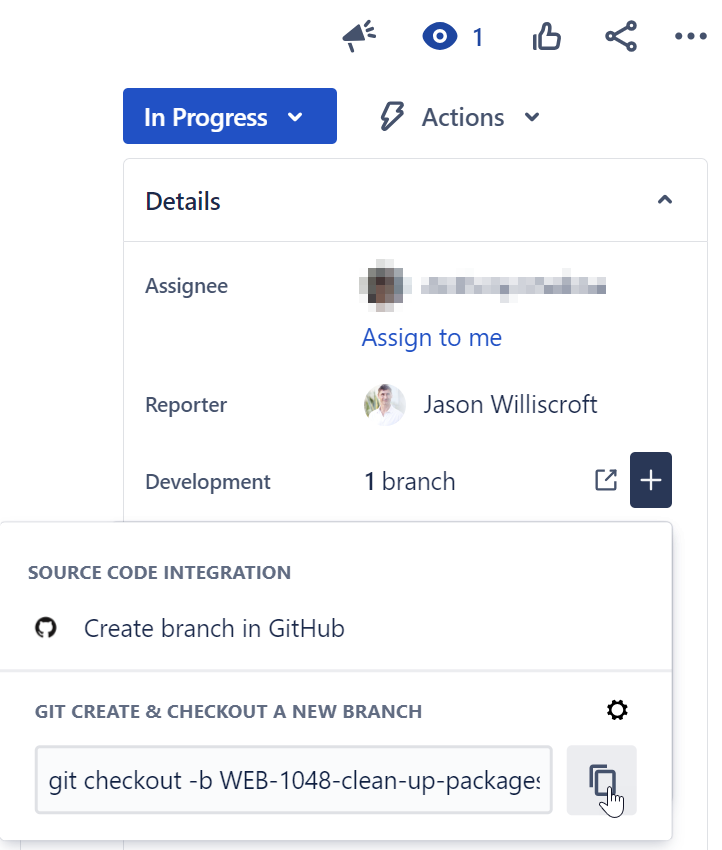 1
In Progress
Actions
Details
Assignee
Assign to me
Reporter
Jason Williscroft
Development
1 branch
SOURCE CODE INTEGRATION
Create branch in GitHub
GIT CREATE & CHECKOUT A NEW BRANCH
git checkout -b WEB-1048-clean-up-packages